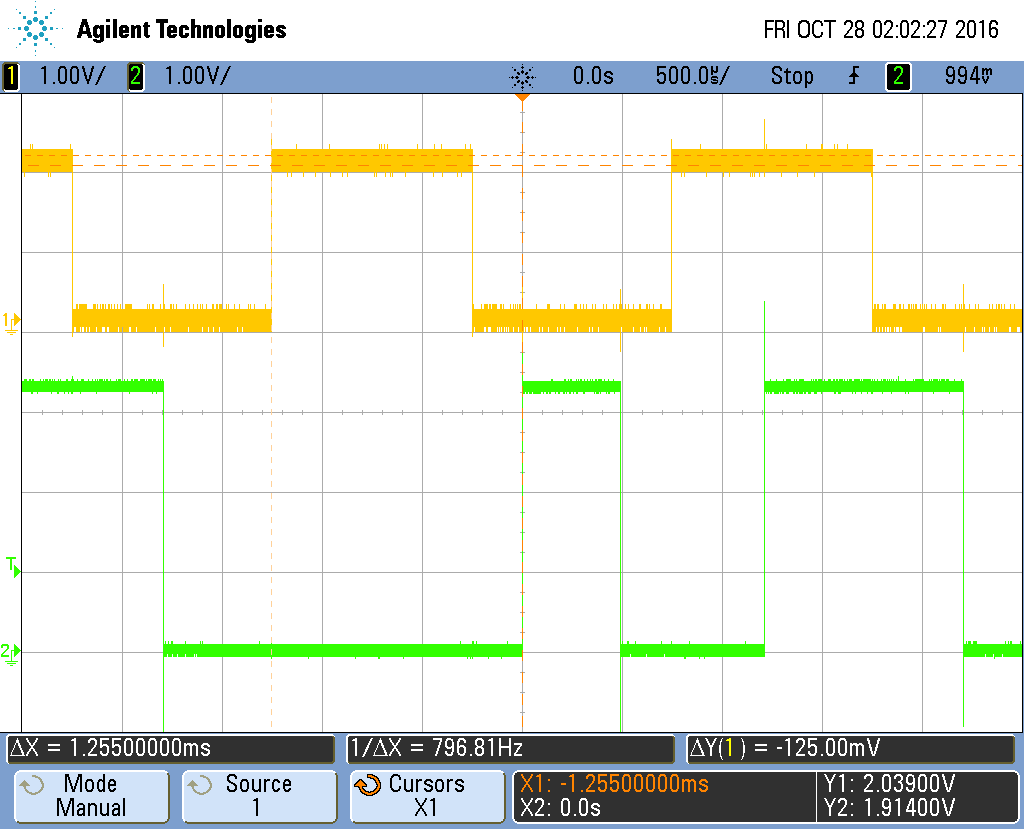 Agilent Technologies
FRI OCT 28 02:02:27 2016
1 1.00V/ 2 1.00V/ 0.0s 500.0µs/ Stop 2 994mV
1
T
2
ΔX = 1.25500000ms 1/ΔX = 796.81Hz ΔY(1) = -125.00mV
Mode
Manual
Source
1
Cursors
X1
X1: -1.25500000ms
X2: 0.0s
Y1: 2.03900V
Y2: 1.91400V